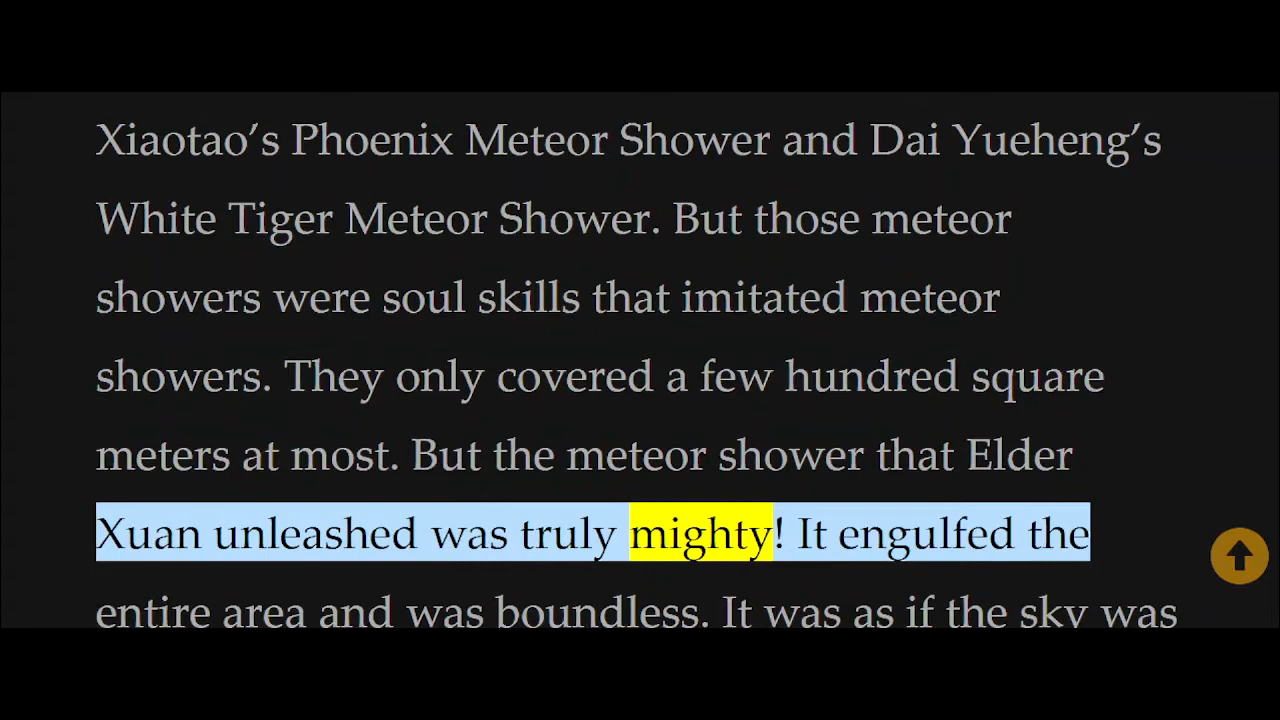 Xiaotao’s Phoenix Meteor Shower and Dai Yueheng’s
White Tiger Meteor Shower. But those meteor
showers were soul skills that imitated meteor
showers. They only covered a few hundred square
meters at most. But the meteor shower that Elder
Xuan unleashed was truly mighty! It engulfed the
entire area and was boundless. It was as if the sky was